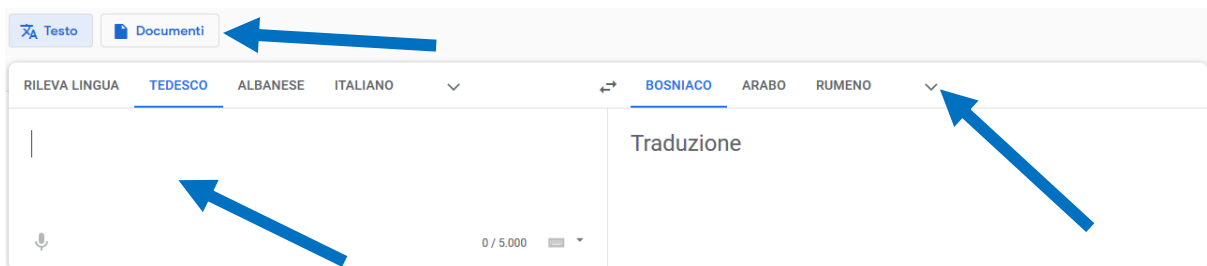 Testo Documenti
RILEVA LINGUA TEDESCO ALBANESE ITALIANO BOSNIACO ARABO RUMENO
Traduzione
0 / 5.000